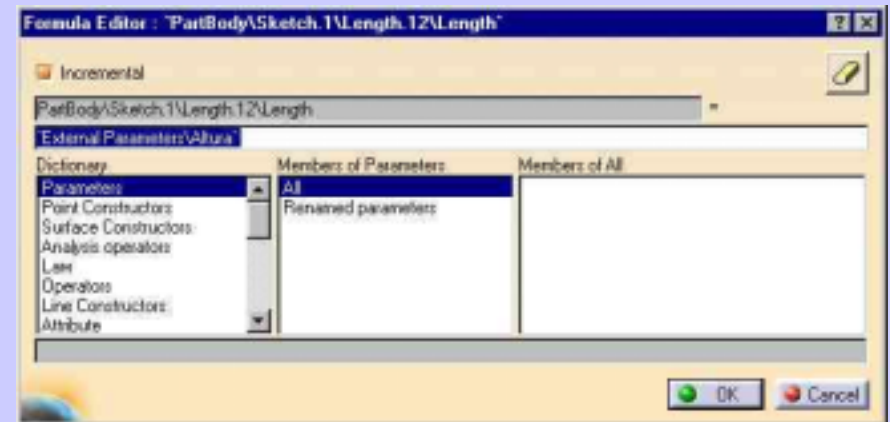 Formula Editor : `PartBody\Sketch.1\Length.12\Length`
? X
Incremental
PartBody\Sketch.1\Length.12\Length =
`External Parameters\Altura`
Dictionary Members of Parameters Members of All
Parameters All
Point Constructors Renamed parameters
Surface Constructors
Analysis operators
Law
Operators
Line Constructors
Attribute
OK Cancel